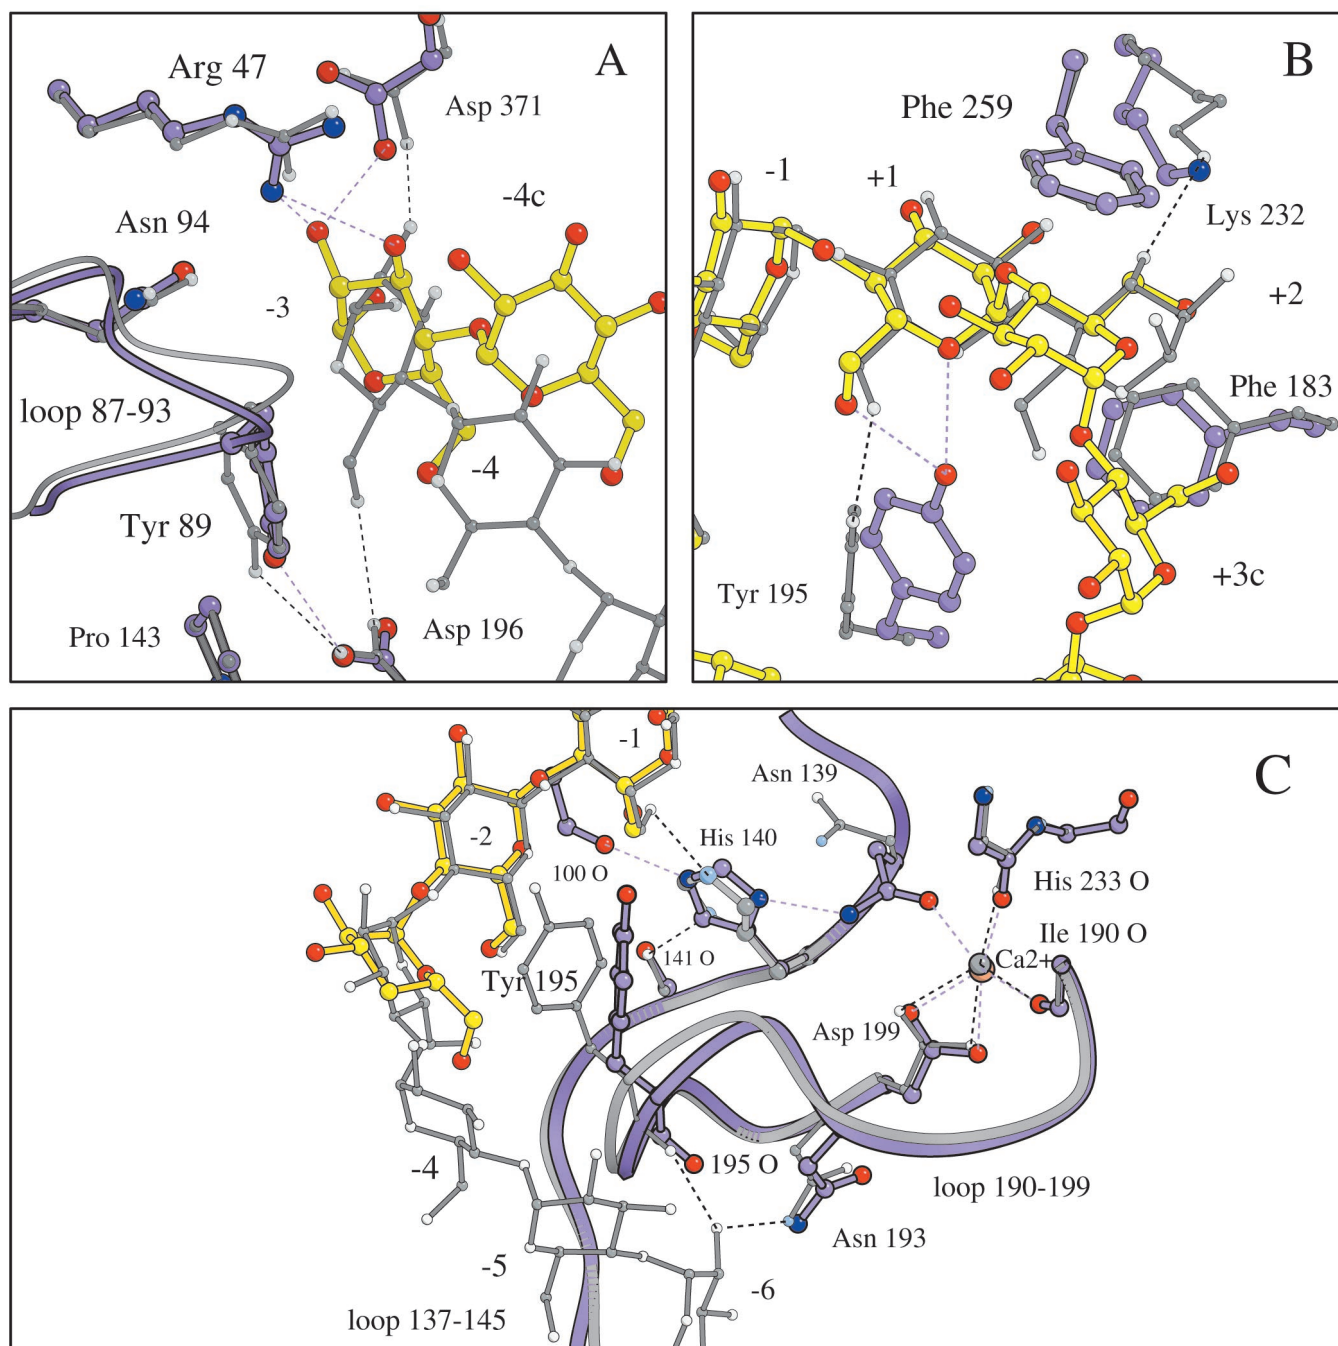 A
Arg 47
Asp 371
-4c
Asn 94
-3
loop 87-93
-4
Tyr 89
Pro 143
Asp 196
B
Phe 259
-1
+1
Lys 232
+2
Phe 183
Tyr 195
+3c
C
-1
Asn 139
-2
His 140
100 O
His 233 O
Ile 190 O
Ca2+
141 O
Tyr 195
Asp 199
-4
195 O
loop 190-199
Asn 193
-5
-6
loop 137-145